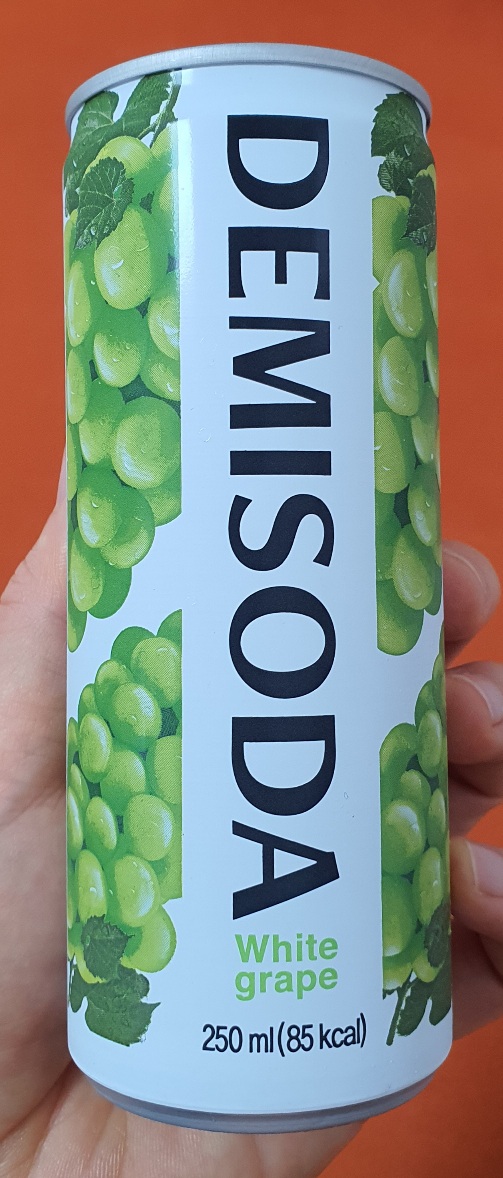 DEMISODA
White
grape
250 ml (85 kcal)